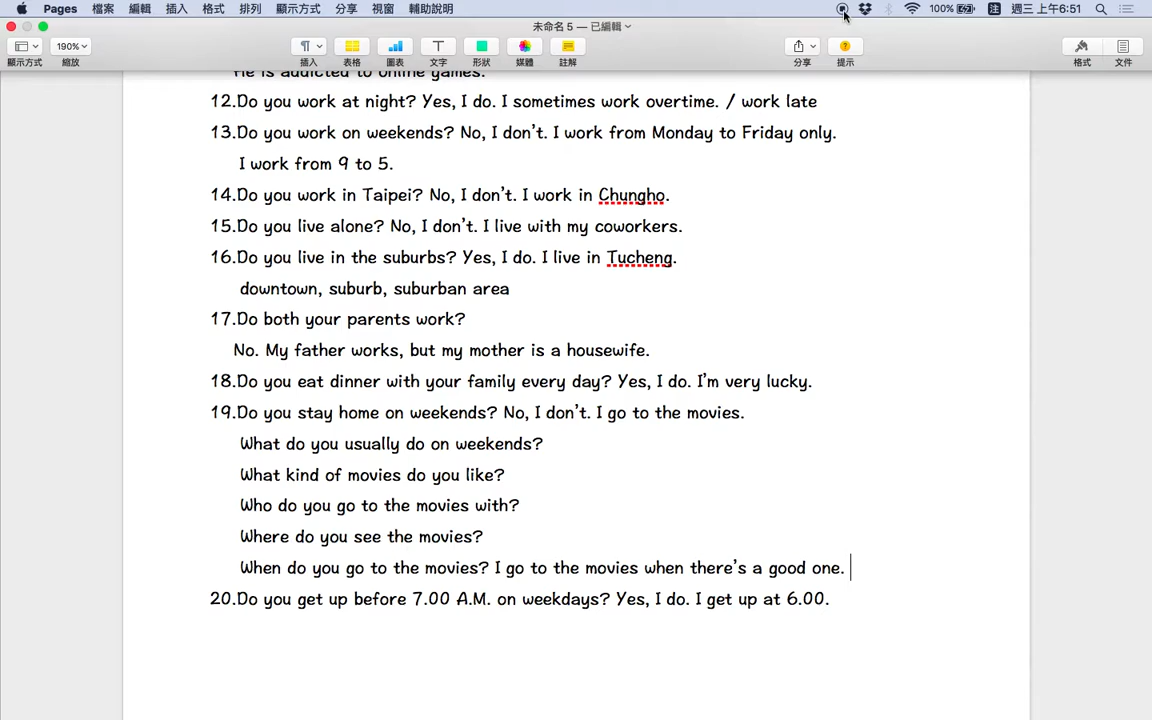 Pages 檔案 編輯 插入 格式 排列 顯示方式 分享 視窗 輔助說明 100% 注 週三 上午6:51
未命名 5 — 已編輯
190%
顯示方式 縮放 插入 表格 圖表 文字 形狀 媒體 註解 分享 提示 格式 文件
He is addicted to online games.
12.Do you work at night? Yes, I do. I sometimes work overtime. / work late
13.Do you work on weekends? No, I don't. I work from Monday to Friday only.
I work from 9 to 5.
14.Do you work in Taipei? No, I don't. I work in Chungho.
15.Do you live alone? No, I don't. I live with my coworkers.
16.Do you live in the suburbs? Yes, I do. I live in Tucheng.
downtown, suburb, suburban area
17.Do both your parents work?
No. My father works, but my mother is a housewife.
18.Do you eat dinner with your family every day? Yes, I do. I'm very lucky.
19.Do you stay home on weekends? No, I don't. I go to the movies.
What do you usually do on weekends?
What kind of movies do you like?
Who do you go to the movies with?
Where do you see the movies?
When do you go to the movies? I go to the movies when there's a good one.
20.Do you get up before 7.00 A.M. on weekdays? Yes, I do. I get up at 6.00.